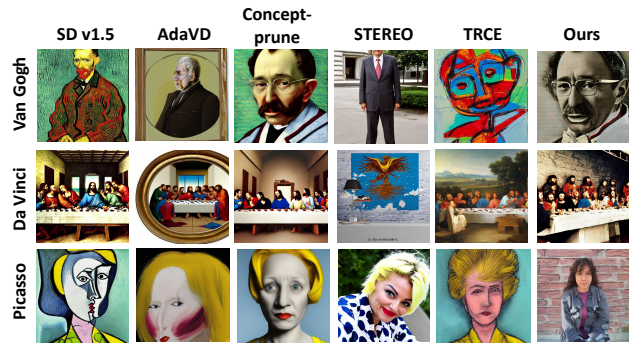 SD v1.5 AdaVD Concept-prune STEREO TRCE Ours
Van Gogh
Da Vinci
Picasso